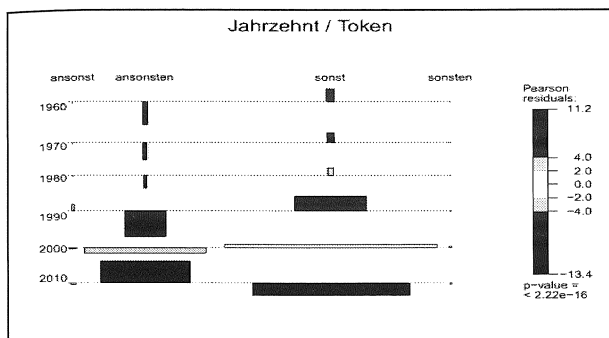 Jahrzehnt / Token
ansonst ansonsten sonst sonsten
1960
1970
1980
1990
2000
2010
Pearson
residuals:
11.2
4.0
2.0
0.0
−2.0
−4.0
−13.4
p-value =
< 2.22e−16